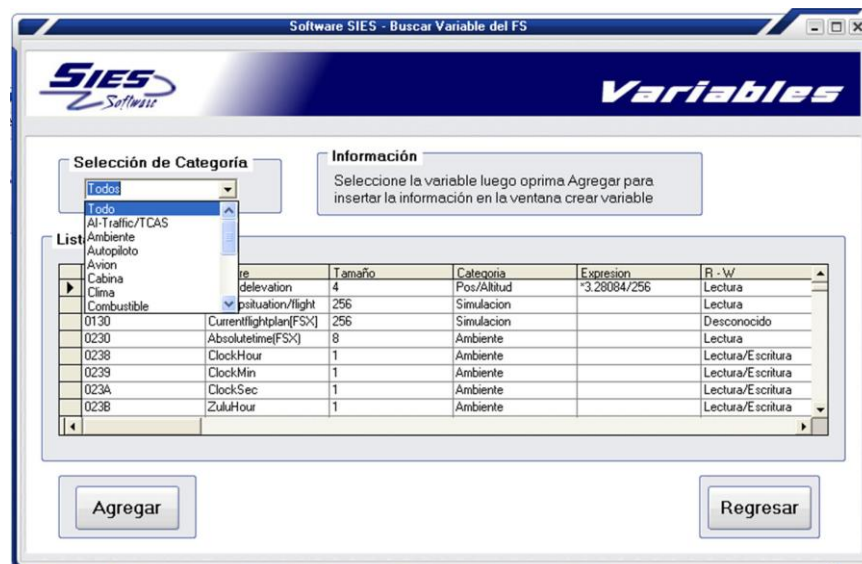 Software SIES - Buscar Variable del FS
SIES
Software
Variables
Selección de Categoría
Todos
Todo
AI-Traffic/TCAS
Ambiente
Autopiloto
Avion
Cabina
Clima
Combustible
Información
Seleccione la variable luego oprima Agregar para
insertar la información en la ventana crear variable
List
re Tamaño Categoria Expresion R - W
delevation 4 Pos/Altitud *3.28084/256 Lectura
psituation/flight 256 Simulacion Lectura
0130 Currentflightplan(FSX) 256 Simulacion Desconocido
0230 Absolutetime(FSX) 8 Ambiente Lectura
0238 ClockHour 1 Ambiente Lectura/Escritura
0239 ClockMin 1 Ambiente Lectura/Escritura
023A ClockSec 1 Ambiente Lectura/Escritura
023B ZuluHour 1 Ambiente Lectura/Escritura
Agregar
Regresar